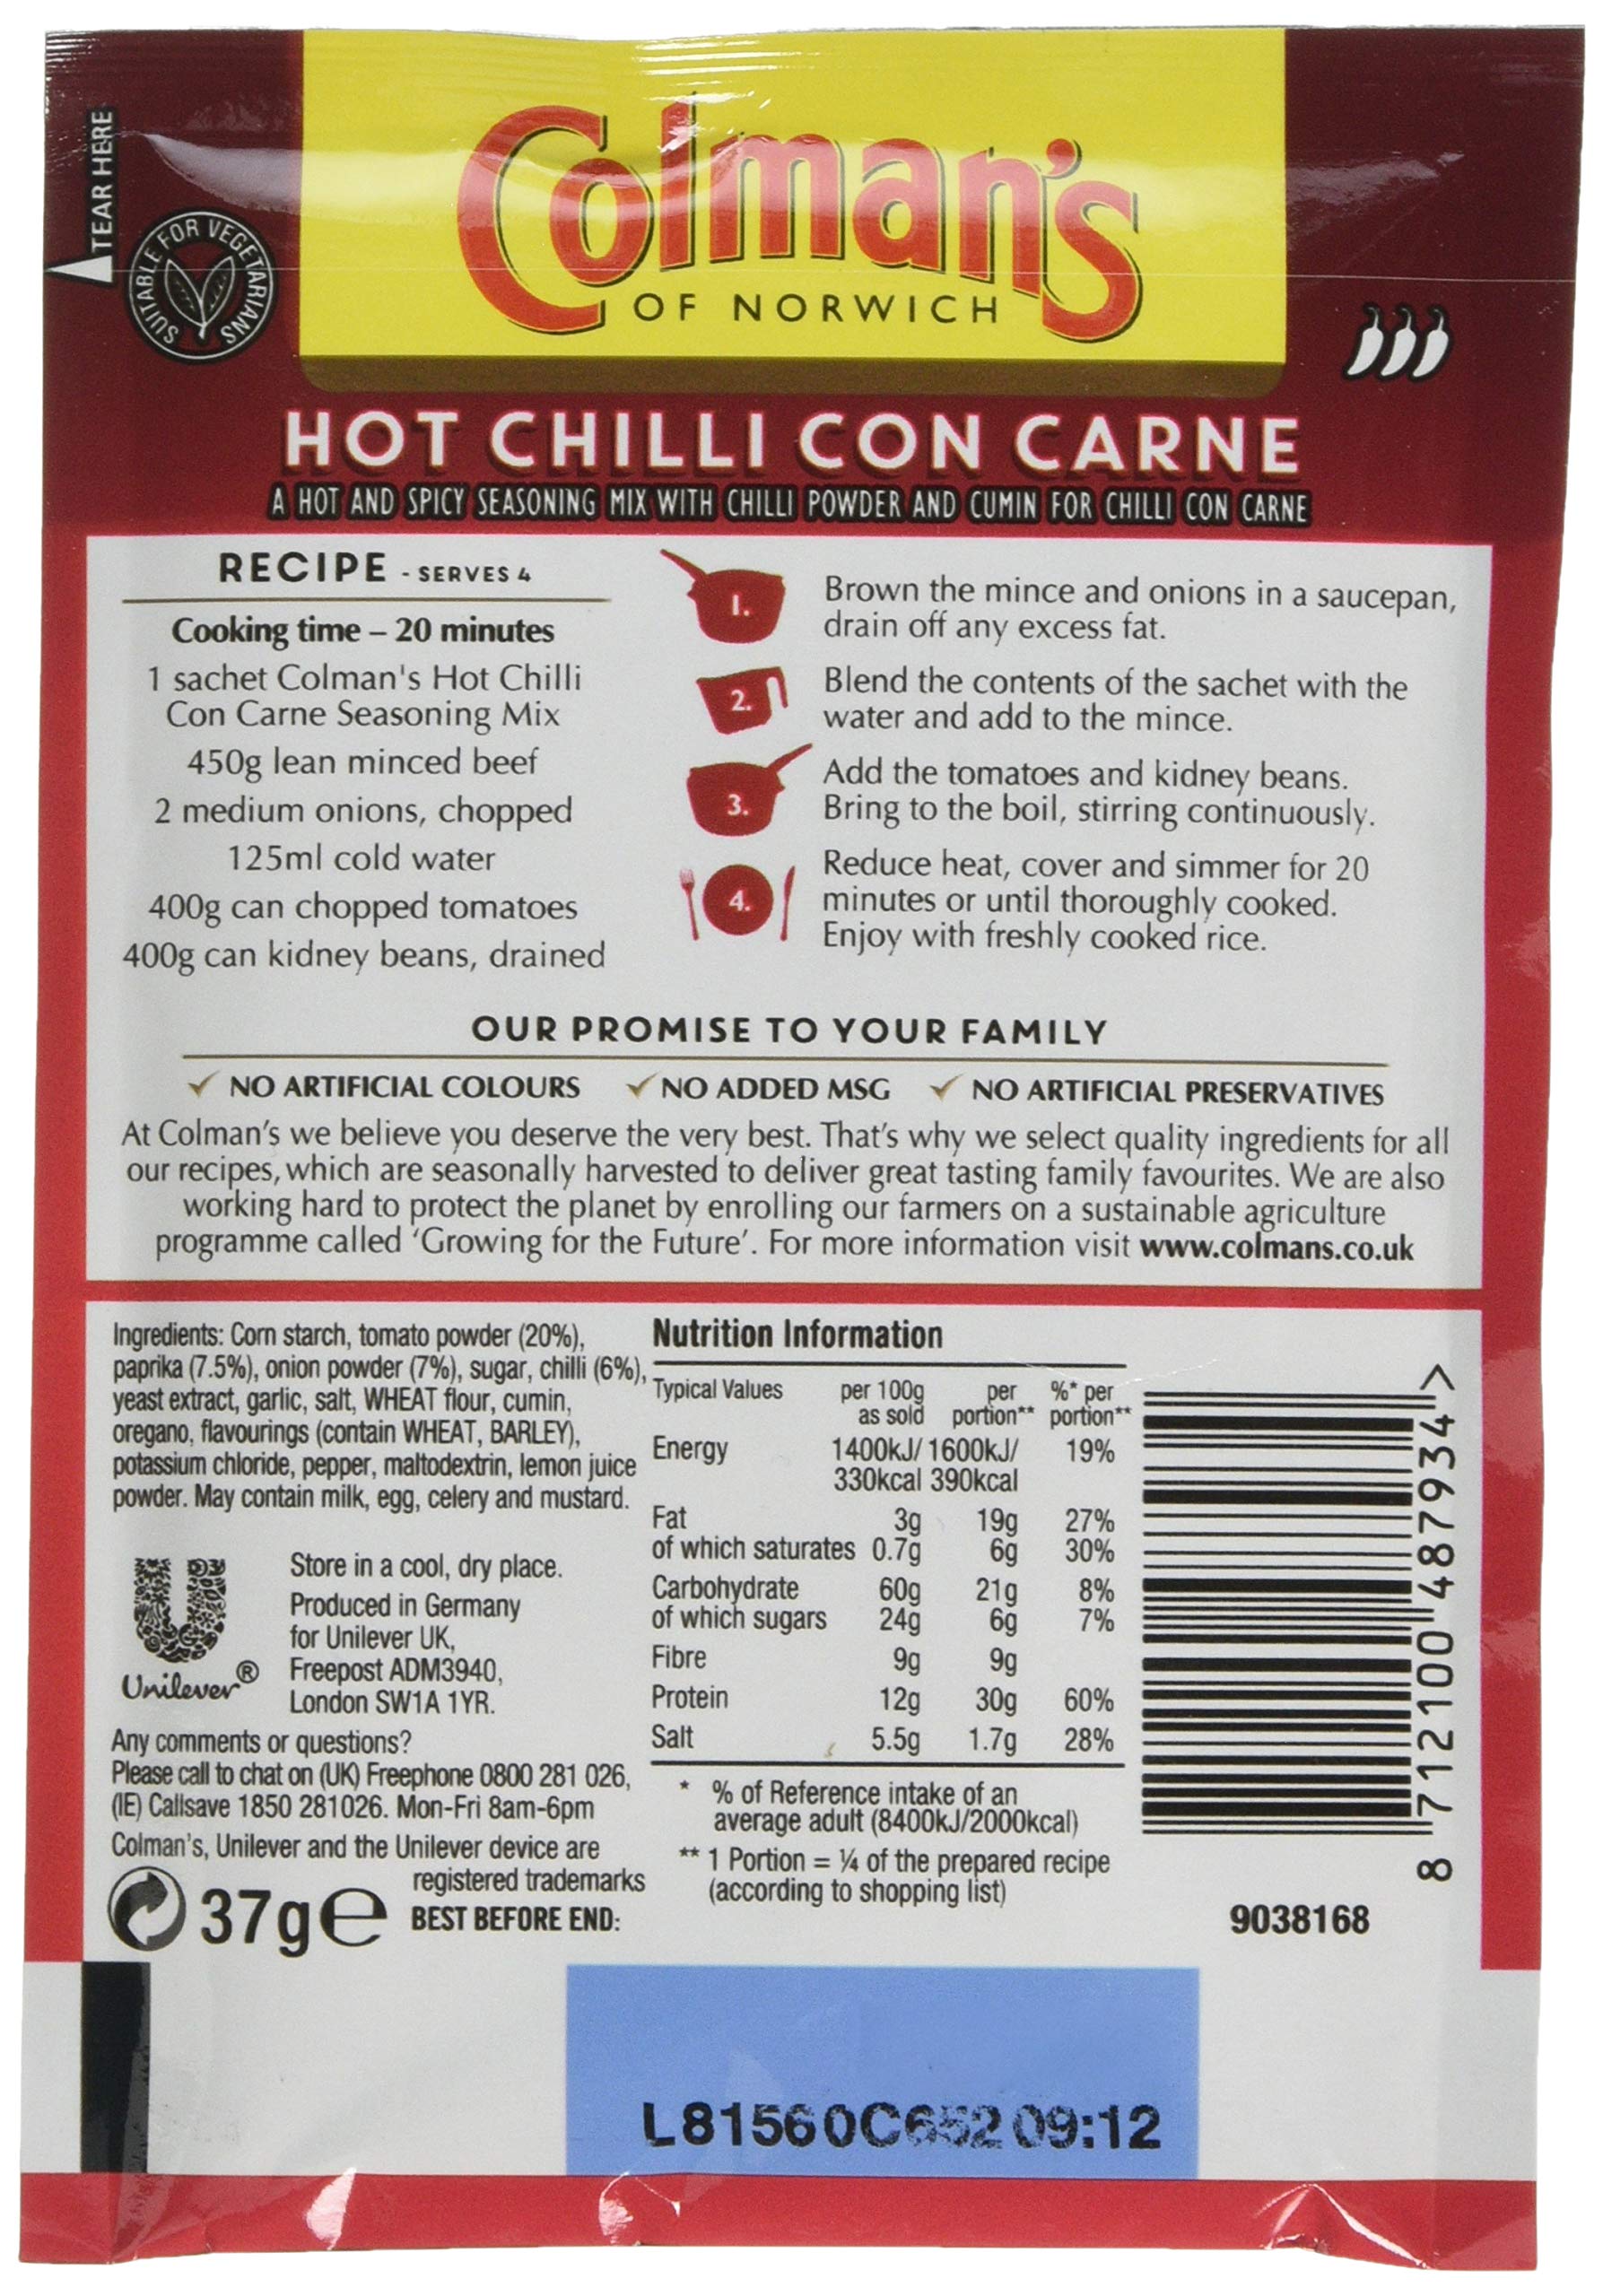 TEAR HERE
SUITABLE FOR VEGETARIANS
Colman's
OF NORWICH
HOT CHILLI CON CARNE
A HOT AND SPICY SEASONING MIX WITH CHILLI POWDER AND CUMIN FOR CHILLI CON CARNE
RECIPE - SERVES 4
Cooking time – 20 minutes
1 sachet Colman's Hot Chilli
Con Carne Seasoning Mix
450g lean minced beef
2 medium onions, chopped
125ml cold water
400g can chopped tomatoes
400g can kidney beans, drained
1.
Brown the mince and onions in a saucepan,
drain off any excess fat.
2.
Blend the contents of the sachet with the
water and add to the mince.
3.
Add the tomatoes and kidney beans.
Bring to the boil, stirring continuously.
4.
Reduce heat, cover and simmer for 20
minutes or until thoroughly cooked.
Enjoy with freshly cooked rice.
OUR PROMISE TO YOUR FAMILY
✓ NO ARTIFICIAL COLOURS ✓ NO ADDED MSG ✓ NO ARTIFICIAL PRESERVATIVES
At Colman's we believe you deserve the very best. That's why we select quality ingredients for all
our recipes, which are seasonally harvested to deliver great tasting family favourites. We are also
working hard to protect the planet by enrolling our farmers on a sustainable agriculture
programme called 'Growing for the Future'. For more information visit www.colmans.co.uk
Ingredients: Corn starch, tomato powder (20%),
paprika (7.5%), onion powder (7%), sugar, chilli (6%),
yeast extract, garlic, salt, WHEAT flour, cumin,
oregano, flavourings (contain WHEAT, BARLEY),
potassium chloride, pepper, maltodextrin, lemon juice
powder. May contain milk, egg, celery and mustard.
Unilever®
Store in a cool, dry place.
Produced in Germany
for Unilever UK,
Freepost ADM3940,
London SW1A 1YR.
Any comments or questions?
Please call to chat on (UK) Freephone 0800 281 026,
(IE) Callsave 1850 281026. Mon-Fri 8am-6pm
Colman's, Unilever and the Unilever device are
registered trademarks
37g℮
BEST BEFORE END:
Nutrition Information
Typical Values per 100g per %* per
as sold portion** portion**
Energy 1400kJ/ 1600kJ/ 19%
330kcal 390kcal
Fat 3g 19g 27%
of which saturates 0.7g 6g 30%
Carbohydrate 60g 21g 8%
of which sugars 24g 6g 7%
Fibre 9g 9g
Protein 12g 30g 60%
Salt 5.5g 1.7g 28%
* % of Reference intake of an
average adult (8400kJ/2000kcal)
** 1 Portion = ¼ of the prepared recipe
(according to shopping list)
8 712100 487934 >
9038168
L81560C652 09:12